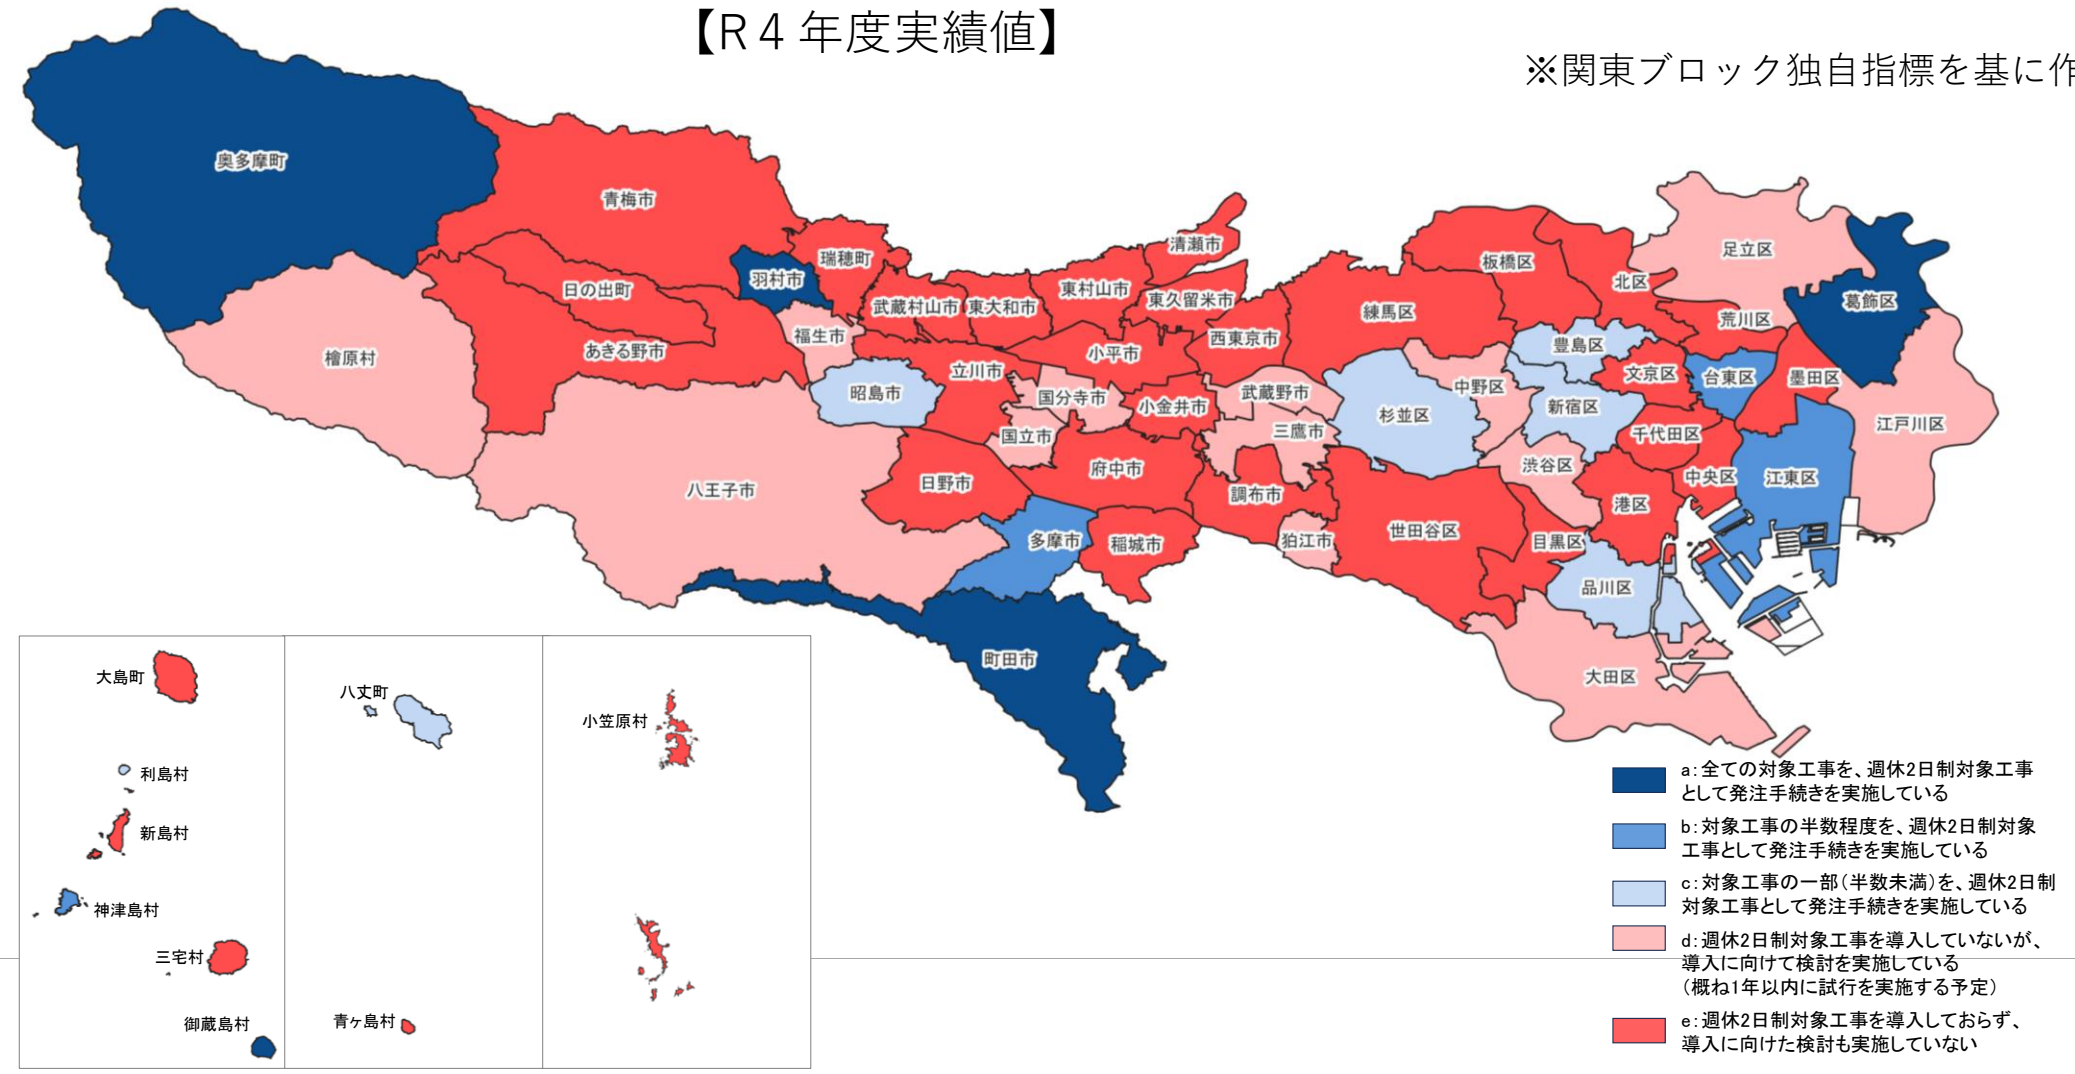 【R4年度実績値】
※関東ブロック独自指標を基に作
奥多摩町
青梅市
瑞穂町
羽村市
日の出町
あきる野市
檜原村
福生市
昭島市
八王子市
武蔵村山市
東大和市
東村山市
清瀬市
東久留米市
西東京市
小平市
立川市
国分寺市
小金井市
武蔵野市
三鷹市
国立市
府中市
日野市
調布市
狛江市
多摩市
稲城市
町田市
練馬区
板橋区
北区
足立区
葛飾区
荒川区
豊島区
文京区
台東区
墨田区
中野区
杉並区
新宿区
千代田区
江戸川区
渋谷区
中央区
江東区
港区
世田谷区
目黒区
品川区
大田区
大島町
利島村
新島村
神津島村
三宅村
御蔵島村
八丈町
青ヶ島村
小笠原村
a:全ての対象工事を、週休2日制対象工事
として発注手続きを実施している
b:対象工事の半数程度を、週休2日制対象
工事として発注手続きを実施している
c:対象工事の一部(半数未満)を、週休2日制
対象工事として発注手続きを実施している
d:週休2日制対象工事を導入していないが、
導入に向けて検討を実施している
(概ね1年以内に試行を実施する予定)
e:週休2日制対象工事を導入しておらず、
導入に向けた検討も実施していない